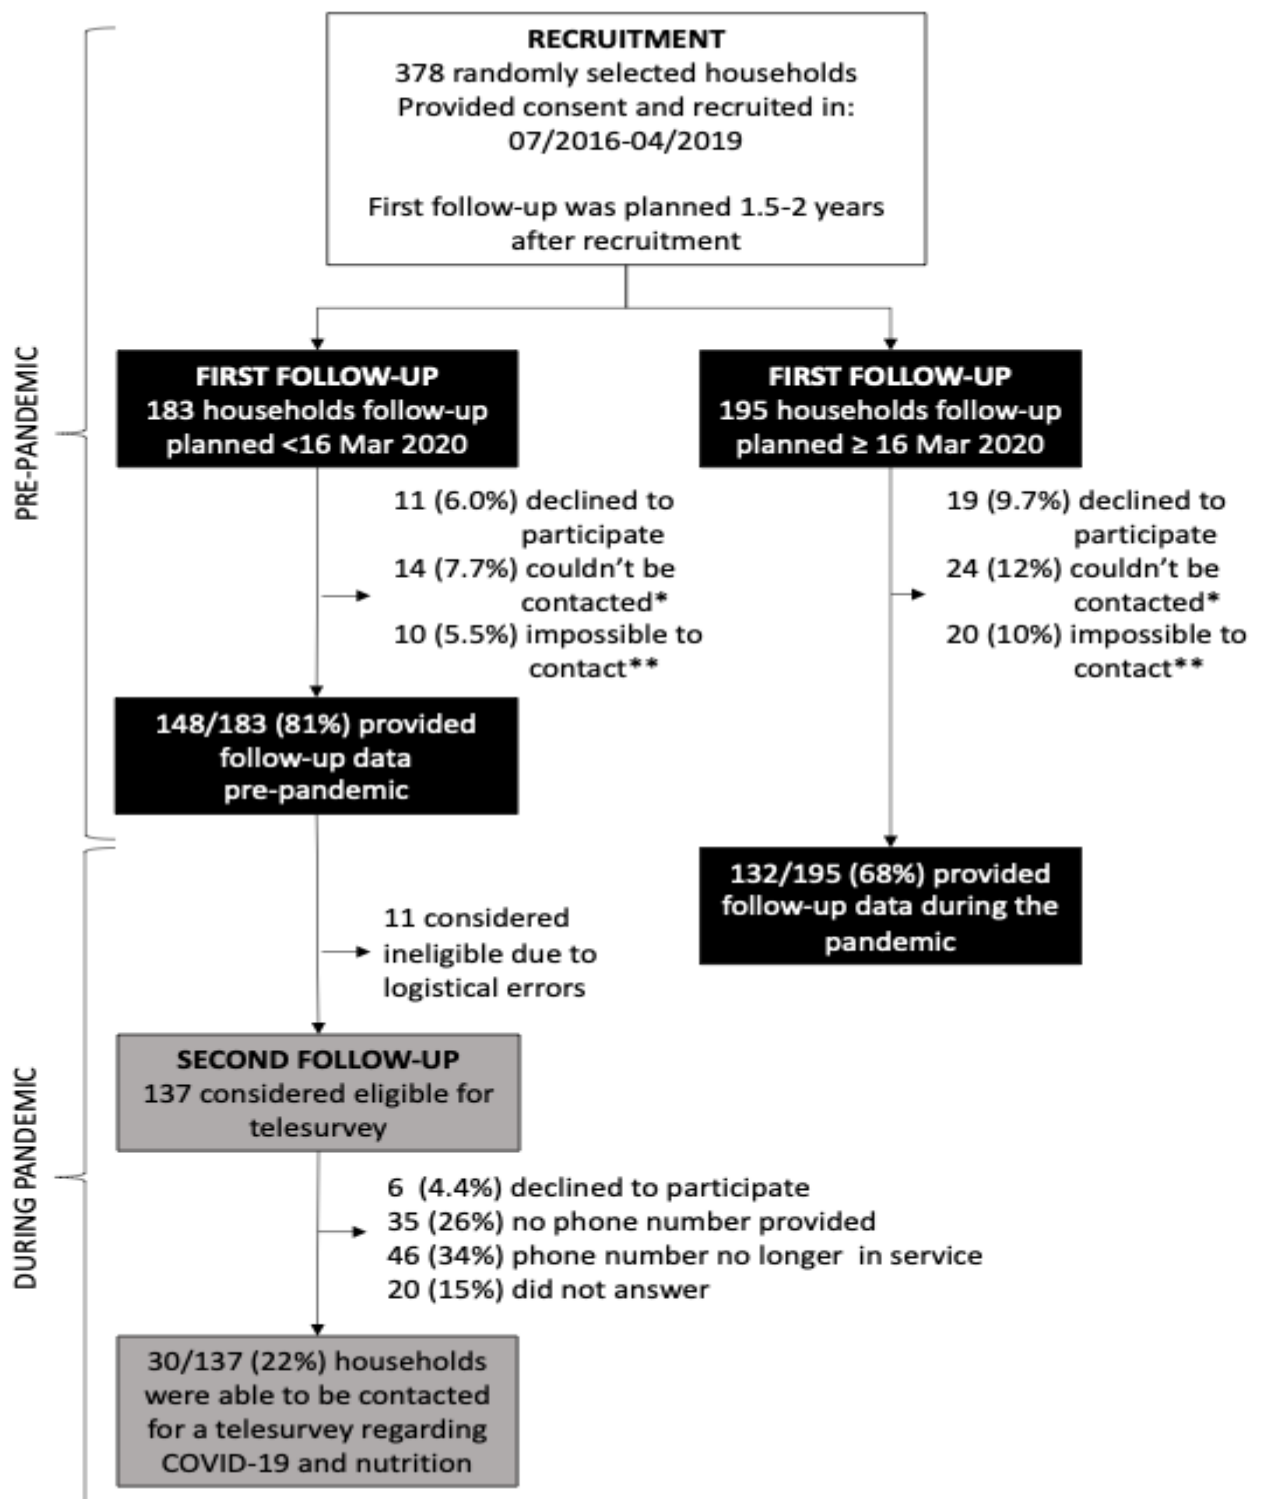 RECRUITMENT
378 randomly selected households
Provided consent and recruited in:
07/2016-04/2019
First follow-up was planned 1.5-2 years
after recruitment
PRE-PANDEMIC
FIRST FOLLOW-UP
183 households follow-up
planned <16 Mar 2020
FIRST FOLLOW-UP
195 households follow-up
planned ≥ 16 Mar 2020
11 (6.0%) declined to
participate
14 (7.7%) couldn’t be
contacted*
10 (5.5%) impossible to
contact**
19 (9.7%) declined to
participate
24 (12%) couldn’t be
contacted*
20 (10%) impossible to
contact**
148/183 (81%) provided
follow-up data
pre-pandemic
132/195 (68%) provided
follow-up data during the
pandemic
DURING PANDEMIC
11 considered
ineligible due to
logistical errors
SECOND FOLLOW-UP
137 considered eligible for
telesurvey
6 (4.4%) declined to participate
35 (26%) no phone number provided
46 (34%) phone number no longer in service
20 (15%) did not answer
30/137 (22%) households
were able to be contacted
for a telesurvey regarding
COVID-19 and nutrition